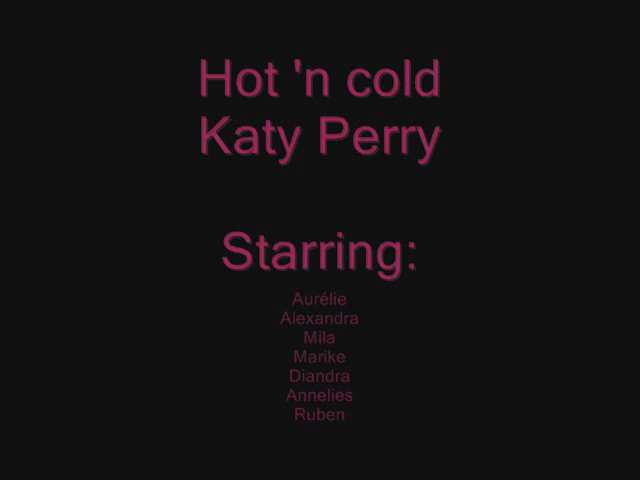 Hot 'n cold
Katy Perry
Starring:
Aurélie
Alexandra
Mila
Marike
Diandra
Annelies
Ruben